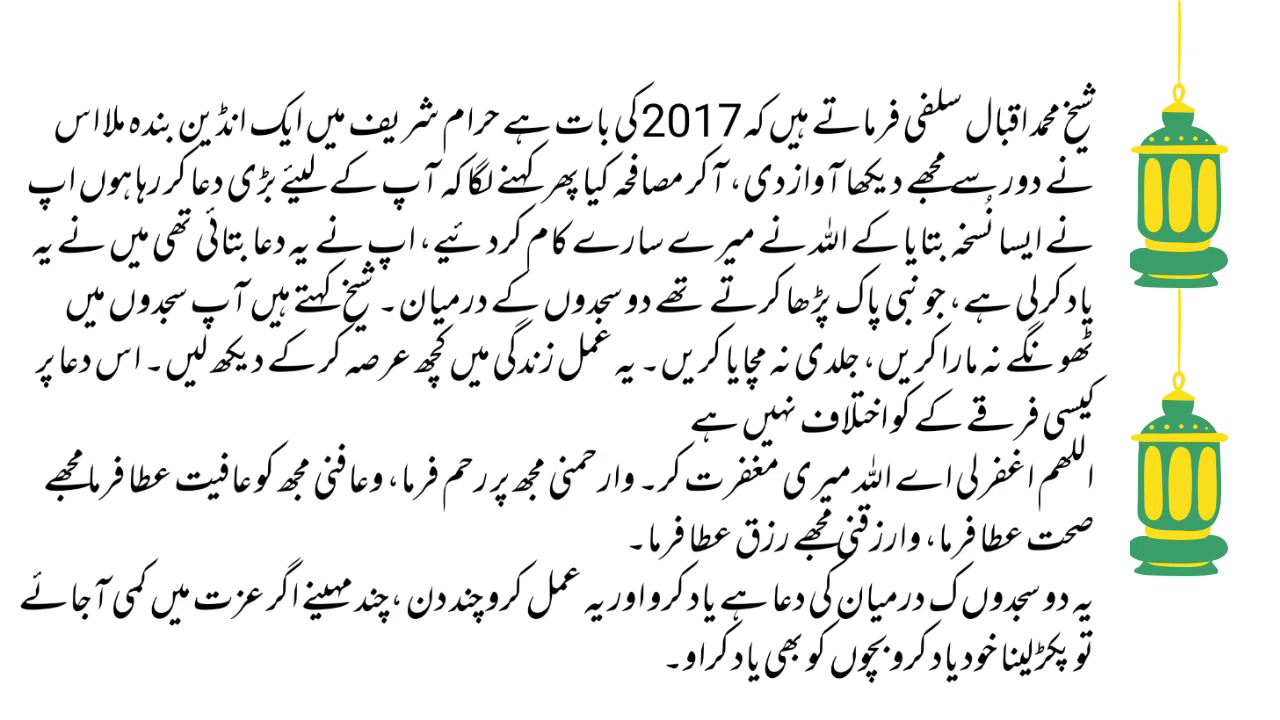 شیخ محمد اقبال سلفی فرماتے ہیں کہ 2017 کی بات ہے حرام شریف میں ایک انڈین بندہ ملا اس
نے دور سے مجھے دیکھا آواز دی، آ کر مصافحہ کیا پھر کہنے لگا کہ آپ کے لیئے بڑی دعا کر رہا ہوں اپ
نے ایسا نُسخہ بتایا کے اللہ نے میرے سارے کام کر دئیے، اپ نے یہ دعا بتائی تھی میں نے یہ
یاد کر لی ہے، جو نبی پاک پڑھا کرتے تھے دو سجدوں کے درمیان۔ شیخ کہتے ہیں آپ سجدوں میں
ٹھونگے نہ مارا کریں، جلدی نہ مچایا کریں۔ یہ عمل زندگی میں کچھ عرصہ کر کے دیکھ لیں۔ اس دعا پر
کیسی فرقے کے کو اختلاف نہیں ہے
اللھم اغفرلی اے اللہ میری مغفرت کر۔ وارحمنی مجھ پر رحم فرما، وعافنی مجھ کو عافیت عطا فرما مجھے
صحت عطا فرما، وارزقنی مجھے رزق عطا فرما۔
یہ دو سجدوں ک درمیان کی دعا ہے یاد کرو اور یہ عمل کرو چند دن ،چند مہینے اگر عزت میں کمی آجائے
تو پکڑ لینا خود یاد کرو بچوں کو بھی یاد کراو۔